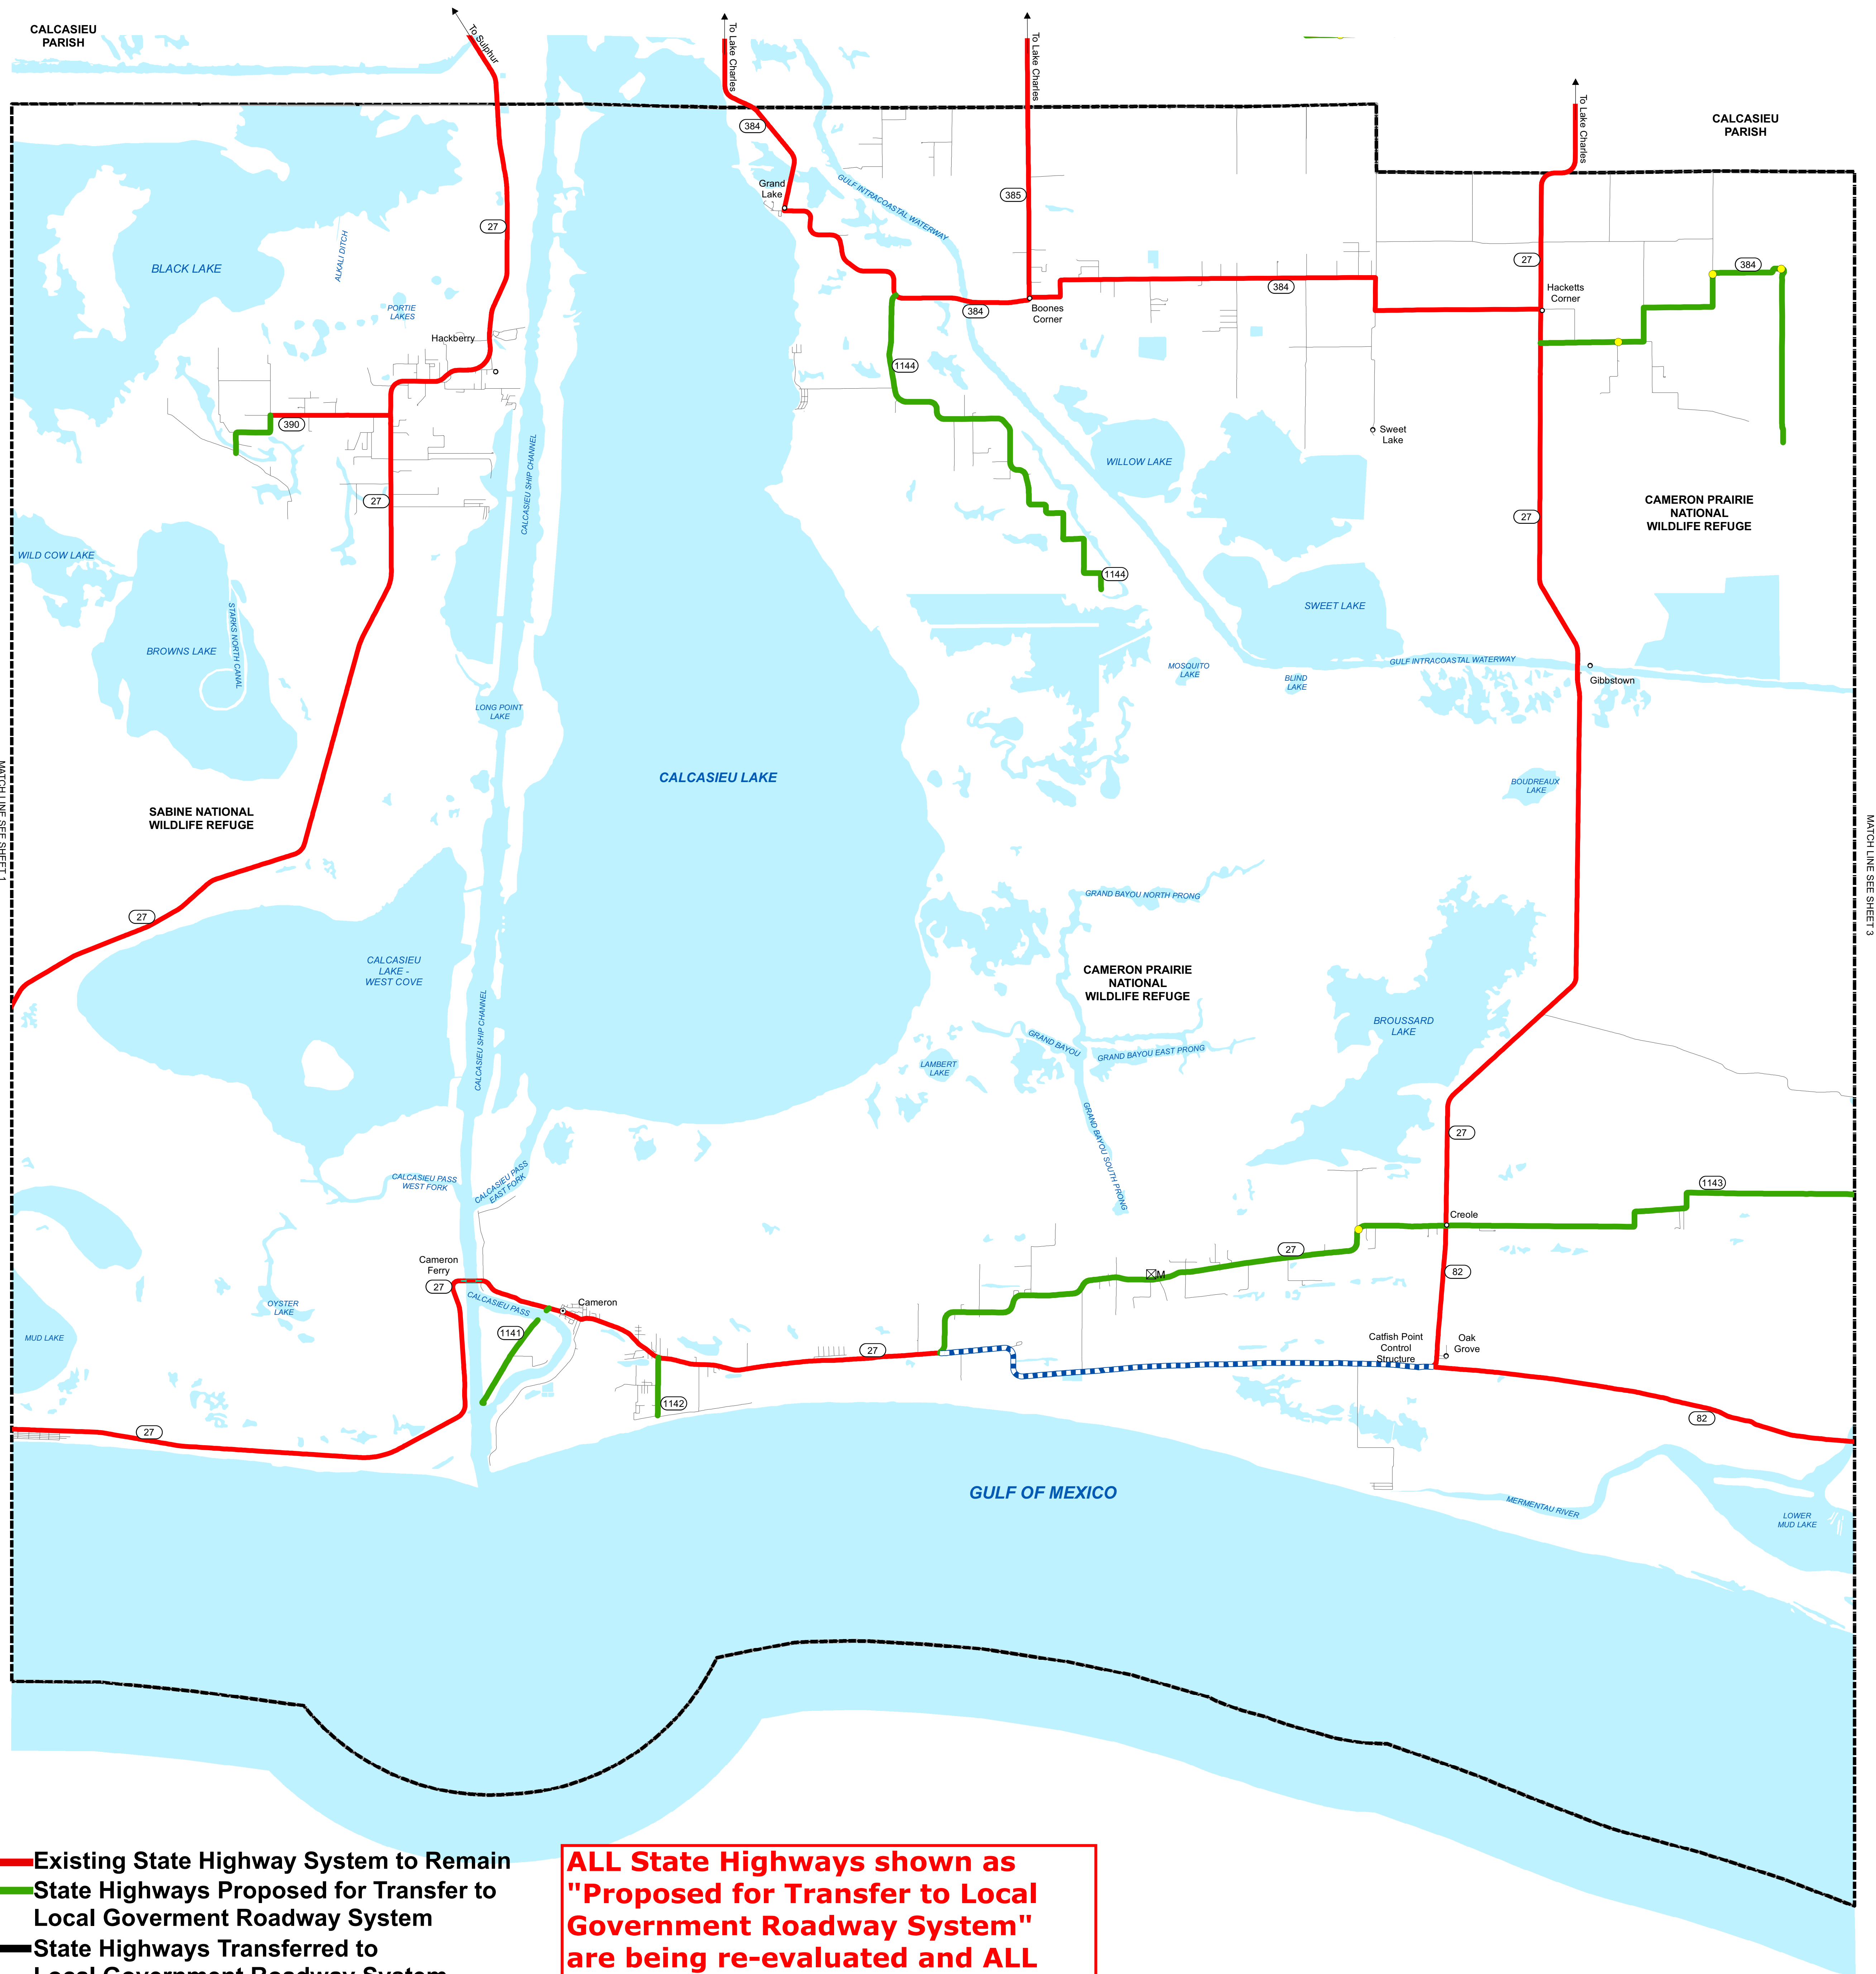 CALCASIEU
PARISH
To Sulphur
To Lake Charles
To Lake Charles
To Lake Charles
CALCASIEU
PARISH
384
Grand
Lake
GULF INTRACOASTAL WATERWAY
385
27
ALKALI DITCH
BLACK LAKE
PORTIE
LAKES
Hackberry
27
384
Hacketts
Corner
384
384
Boones
Corner
1144
390
Sweet
Lake
CALCASIEU SHIP CHANNEL
WILLOW LAKE
27
27
CAMERON PRAIRIE
NATIONAL
WILDLIFE REFUGE
WILD COW LAKE
1144
STARKS NORTH CANAL
BROWNS LAKE
SWEET LAKE
MOSQUITO
LAKE
BLIND
LAKE
GULF INTRACOASTAL WATERWAY
Gibbstown
LONG POINT
LAKE
CALCASIEU LAKE
BOUDREAUX
LAKE
MATCH LINE SEE SHEET 1
SABINE NATIONAL
WILDLIFE REFUGE
MATCH LINE SEE SHEET 3
27
GRAND BAYOU NORTH PRONG
CALCASIEU
LAKE -
WEST COVE
CAMERON PRAIRIE
NATIONAL
WILDLIFE REFUGE
CALCASIEU SHIP CHANNEL
BROUSSARD
LAKE
GRAND BAYOU
GRAND BAYOU EAST PRONG
LAMBERT
LAKE
GRAND BAYOU SOUTH PRONG
27
CALCASIEU PASS
WEST FORK
CALCASIEU PASS
EAST FORK
1143
Creole
27
Cameron
Ferry
27
M
82
CALCASIEU PASS
Cameron
OYSTER
LAKE
1141
MUD LAKE
27
Catfish Point
Control
Structure
Oak
Grove
1142
27
82
GULF OF MEXICO
MERMENTAU RIVER
LOWER
MUD LAKE
Existing State Highway System to Remain
State Highways Proposed for Transfer to
Local Goverment Roadway System
State Highways Transferred to
Local Government Roadway System
ALL State Highways shown as
"Proposed for Transfer to Local
Government Roadway System"
are being re-evaluated and ALL